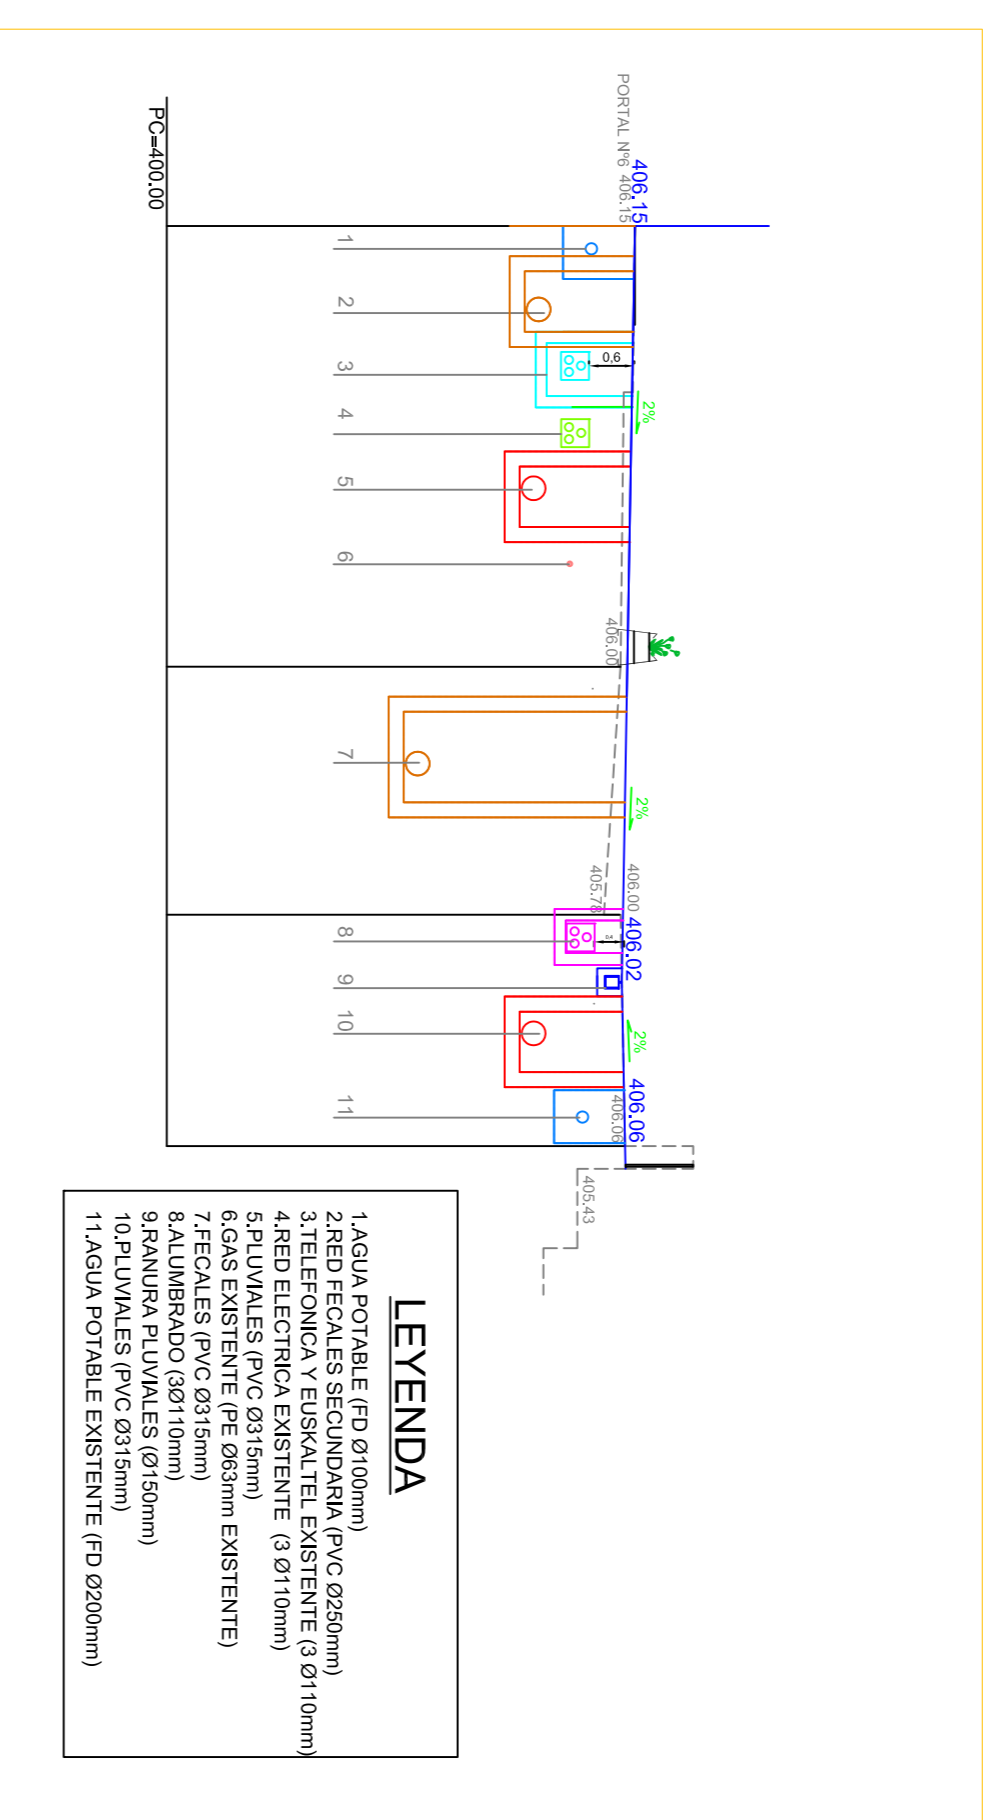 PORTAL Nº6 406.15
406.15
PC=400.00
1
2
3
4
5
6
7
8
9
10
11
0,6
2%
406.00
2%
405.78
406.00
406.02
2%
406.06
406.06
405.43
LEYENDA
1.AGUA POTABLE (FD Ø100mm)
2.RED FECALES SECUNDARIA (PVC Ø250mm)
3.TELEFONICA Y EUSKALTEL EXISTENTE (3 Ø110mm)
4.RED ELECTRICA EXISTENTE (3 Ø110mm)
5.PLUVIALES (PVC Ø315mm)
6.GAS EXISTENTE (PE Ø63mm EXISTENTE)
7.FECALES (PVC Ø315mm)
8.ALUMBRADO (3Ø110mm)
9.RANURA PLUVIALES (Ø150mm)
10.PLUVIALES (PVC Ø315mm)
11.AGUA POTABLE EXISTENTE (FD Ø200mm)